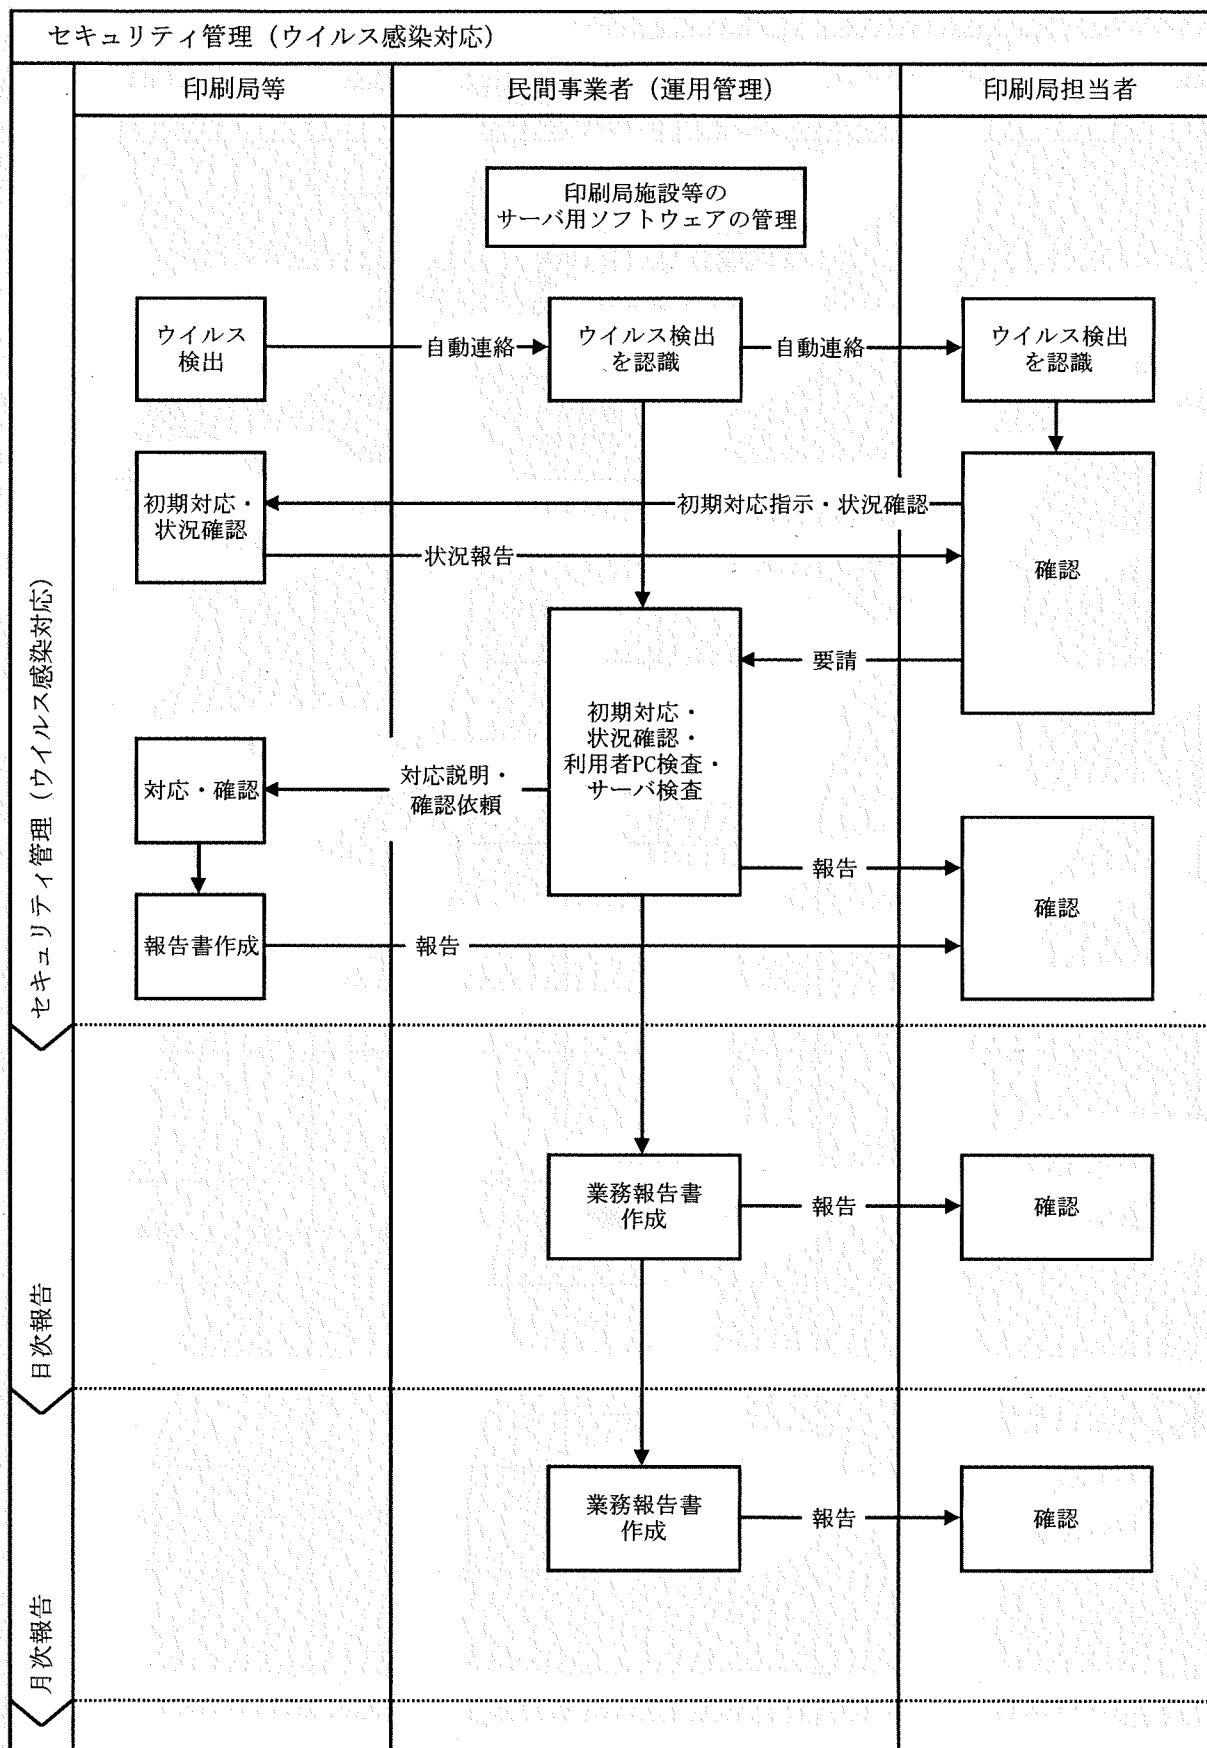 セキュリティ管理（ウイルス感染対応）
印刷局等
民間事業者（運用管理）
印刷局担当者
印刷局施設等の
サーバ用ソフトウェアの管理
ウイルス
検出
自動連絡
ウイルス検出
を認識
自動連絡
ウイルス検出
を認識
初期対応・
状況確認
初期対応指示・状況確認
状況報告
確認
要請
初期対応・
状況確認・
利用者PC検査・
サーバ検査
対応・確認
対応説明・
確認依頼
報告
確認
報告書作成
報告
セキュリティ管理（ウイルス感染対応）
業務報告書
作成
報告
確認
日次報告
業務報告書
作成
報告
確認
月次報告